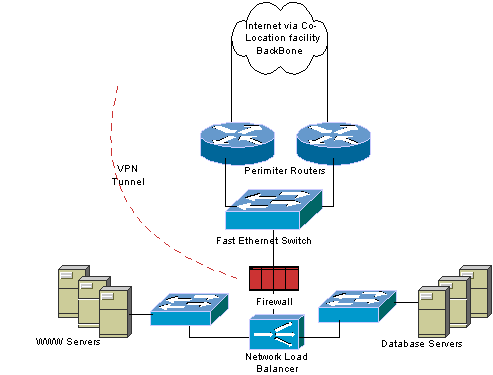 Internet via Co-
Location facility
BackBone
VPN
Tunnel
Perimiter Routers
Fast Ethernet Switch
Firewall
WWW Servers
Database Servers
Network Load
Balancer